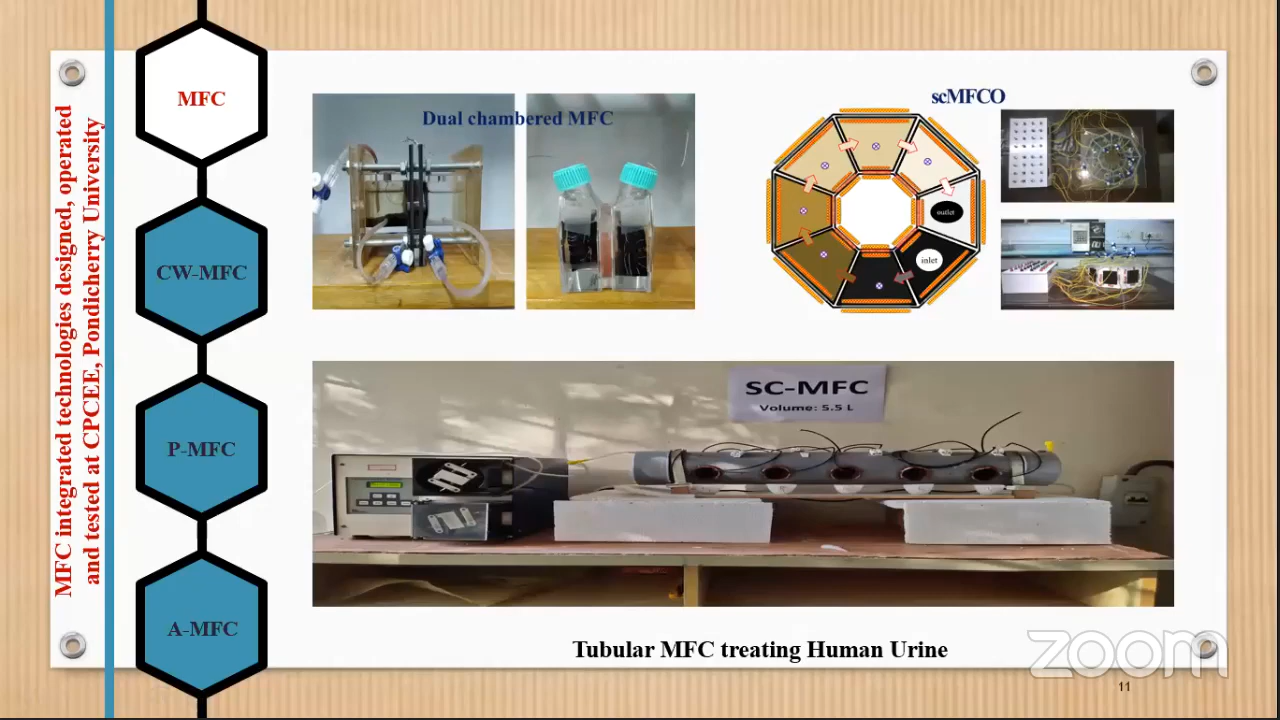 MFC integrated technologies designed, operated
and tested at CPCEE, Pondicherry University
MFC
CW-MFC
P-MFC
A-MFC
Dual chambered MFC
scMFCO
outlet
inlet
SC-MFC
Volume: 5.5 L
Tubular MFC treating Human Urine
zoom
11